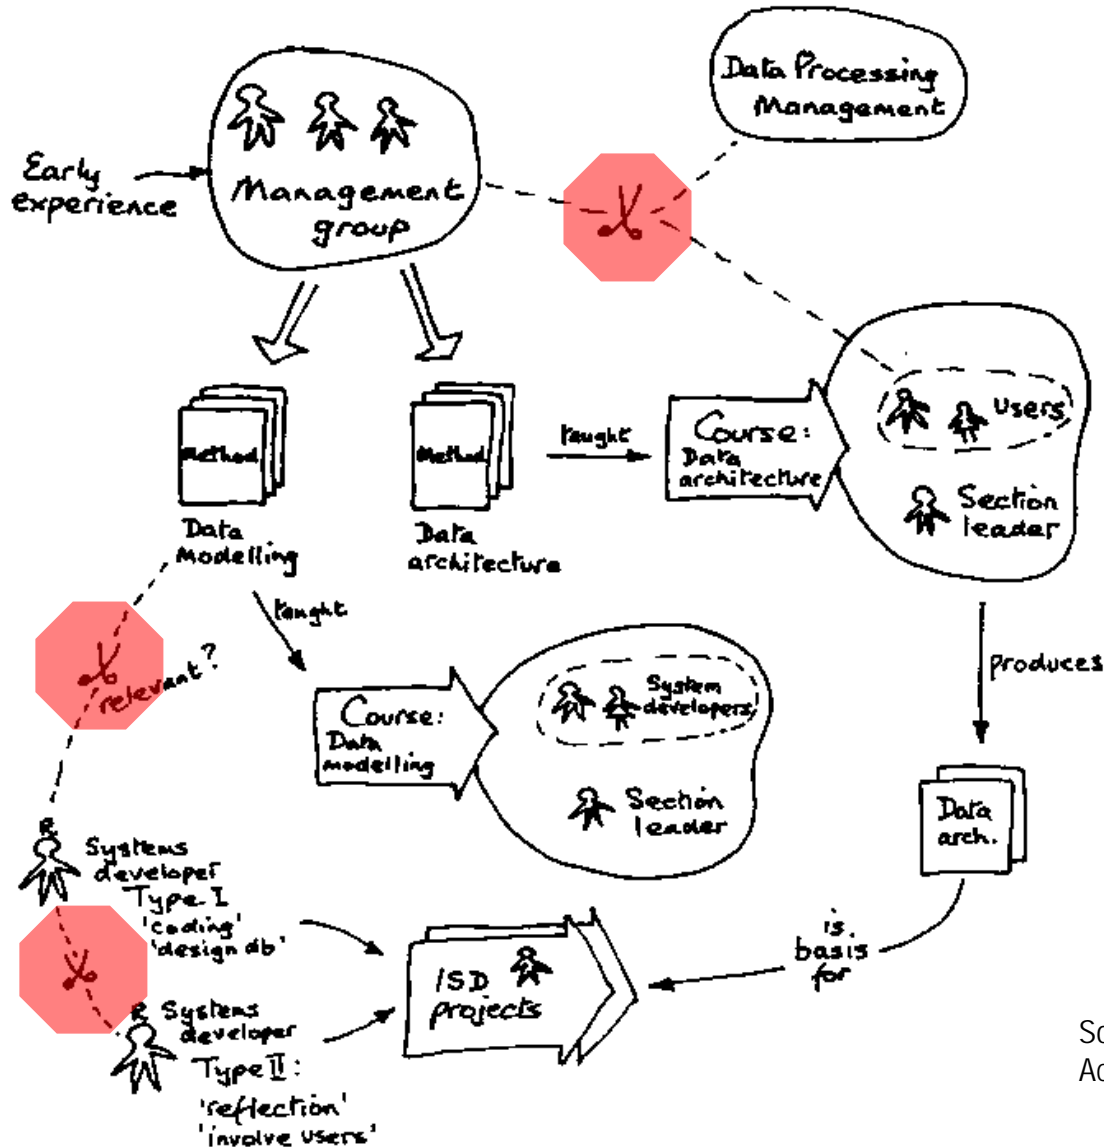 Data Processing
Management
Early
experience
Management
group
Method
Data
Modelling
Method
Data
architecture
taught
Course:
Data
architecture
Users
Section
leader
taught
relevant?
Course:
Data
modelling
System
developers
Section
leader
produces
Data
arch.
is
basis
for
R
Systems
developer
Type I
'coding'
'design db'
ISD
projects
R
Systems
developer
Type II:
'reflection'
'involve users'